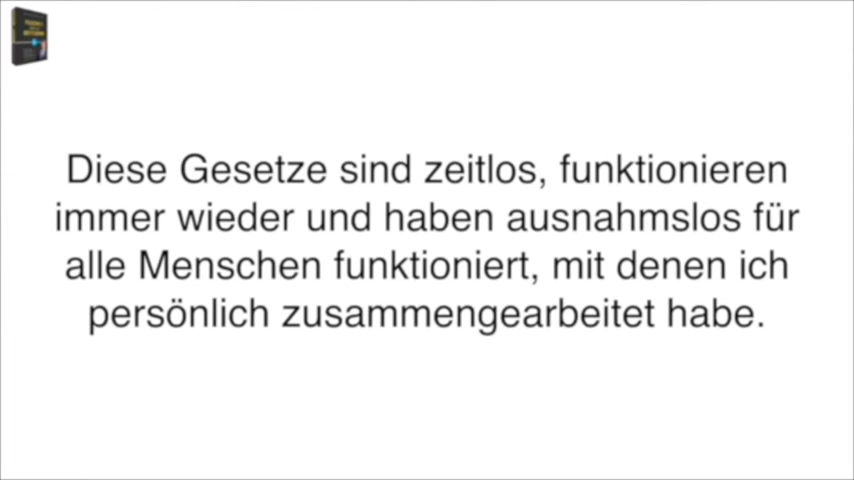 Diese Gesetze sind zeitlos, funktionieren
immer wieder und haben ausnahmslos für
alle Menschen funktioniert, mit denen ich
persönlich zusammengearbeitet habe.